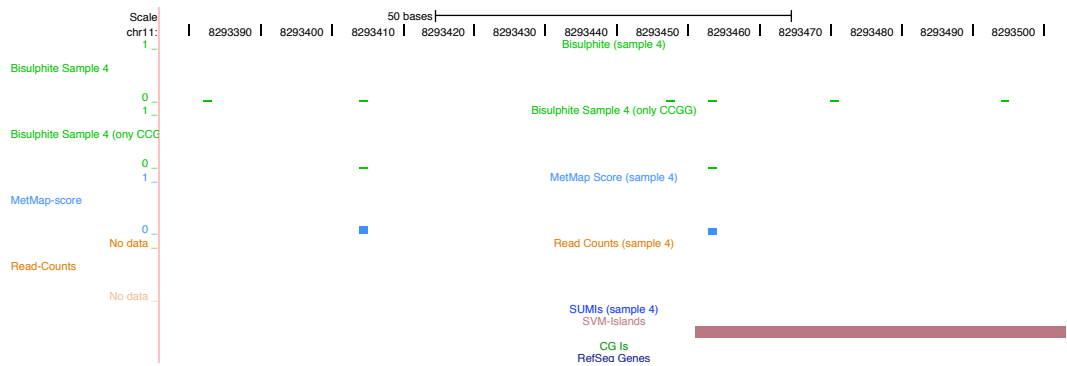 Scale 50 bases
chr11: 8293390 8293400 8293410 8293420 8293430 8293440 8293450 8293460 8293470 8293480 8293490 8293500
1 _ Bisulphite (sample 4)
Bisulphite Sample 4
0 _
1 _ Bisulphite Sample 4 (only CCGG)
Bisulphite Sample 4 (ony CCG
0 _
1 _ MetMap Score (sample 4)
MetMap-score
0 _
No data _ Read Counts (sample 4)
Read-Counts
No data _
SUMIs (sample 4)
SVM-Islands
CG Is
RefSeq Genes